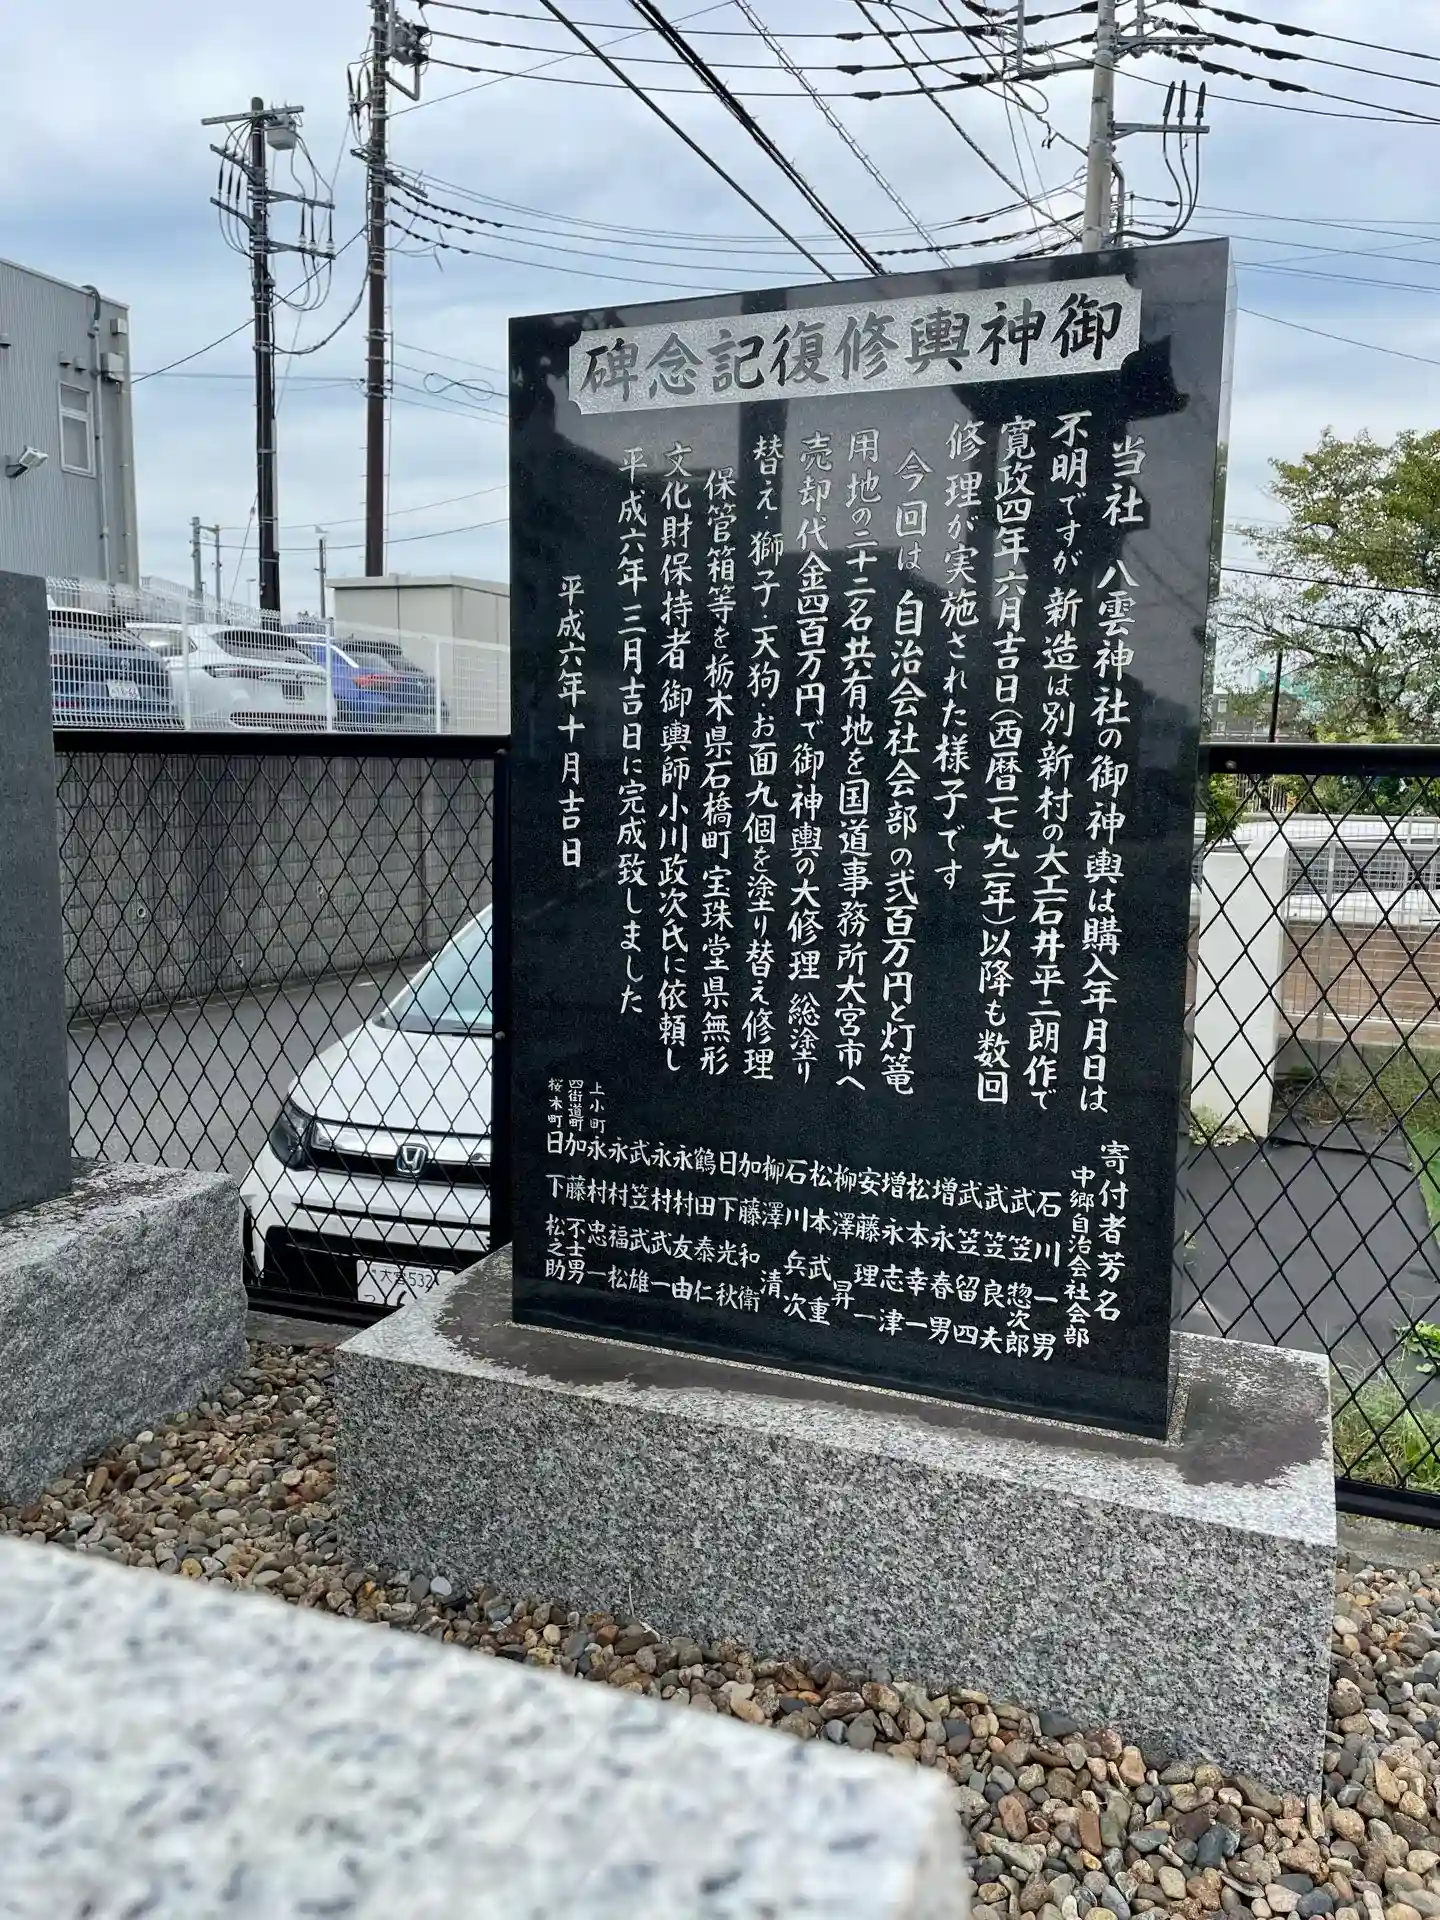 御神輿修復記念碑
当社 八雲神社の御神輿は購入年月日は
不明ですが新造は別新村の大工石井平二朗作で
寛政四年六月吉日(西暦一七九二年)以降も数回
修理が実施された様子です
今回は 自治会社会部の弐百万円と灯篭
用地の二十二名共有地を国道事務所大宮市へ
売却代金四百万円で御神輿の大修理 総塗り
替え 獅子・天狗・お面九個を塗り替え修理
保管箱等を栃木県石橋町宝珠堂県無形
文化財保持者 御輿師小川政次氏に依頼し
平成六年三月吉日に完成致しました
平成六年十月吉日
寄付者芳名
中郷自治会社会部
石川一男
武笠惣次郎
武笠良夫
武笠留四
増永春男
松本幸一
増永志津
安藤理一
柳澤昇
松本武重
石川兵次
柳澤清
加藤和衛
日下光秋
鶴田泰仁
永村友由
永村武一
武笠武雄
永村福松
上小町 永村忠一
四街道町 加藤不士男
桜木町 日下松之助
大宮532